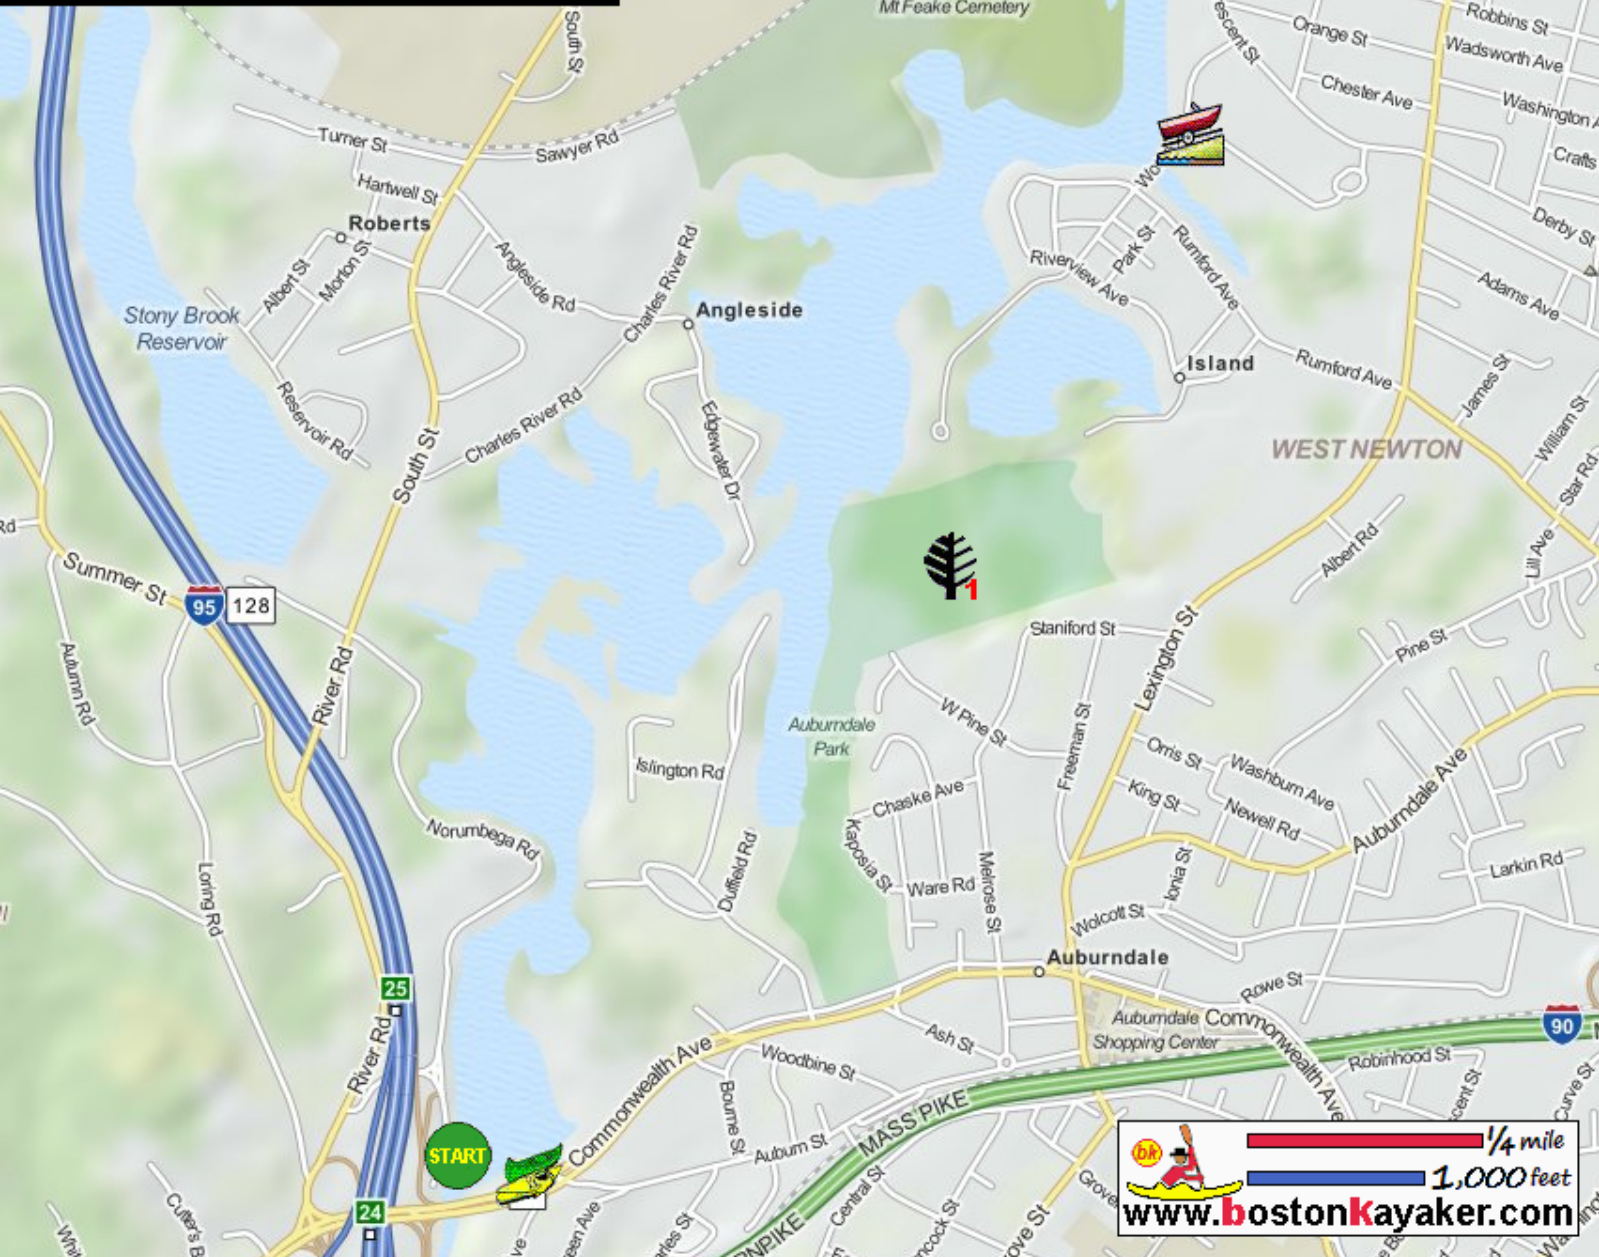 Mt Feake Cemetery
South St
Orange St
Robbins St
Wadsworth Ave
Chester Ave
Washington
Turner St
Sawyer Rd
Crafts
Hartwell St
Roberts
Derby St
Albert St
Morton St
Angleside Rd
Charles River Rd
Park St
Rumford Ave
Riverview Ave
Adams Ave
Stony Brook
Reservoir
Angleside
Island
Rumford Ave
James St
Reservoir Rd
Charles River Rd
Edgewater Dr
William St
South St
WEST NEWTON
Star Rd
Albert Rd
Lill Ave
Summer St
95
128
1
Staniford St
Lexington St
Pine St
Autumn Rd
River Rd
W Pine St
Freeman St
Auburndale
Park
Islington Rd
Orris St
Washburn Ave
King St
Newell Rd
Auburndale Ave
Chaske Ave
Norumbega Rd
Kaposia St
Larkin Rd
Loring Rd
Duffield Rd
Ware Rd
Melrose St
Ionia St
Wolcott St
Auburndale
25
Rowe St
Auburndale
Shopping Center
Commonwealth Ave
90
River Rd
Ash St
Woodbine St
Robinhood St
Commonwealth Ave
Bourne St
MASS PIKE
Curve St
START
Auburn St
Central St
24
1/4 mile
1,000 feet
bk
www.bostonKayaker.com